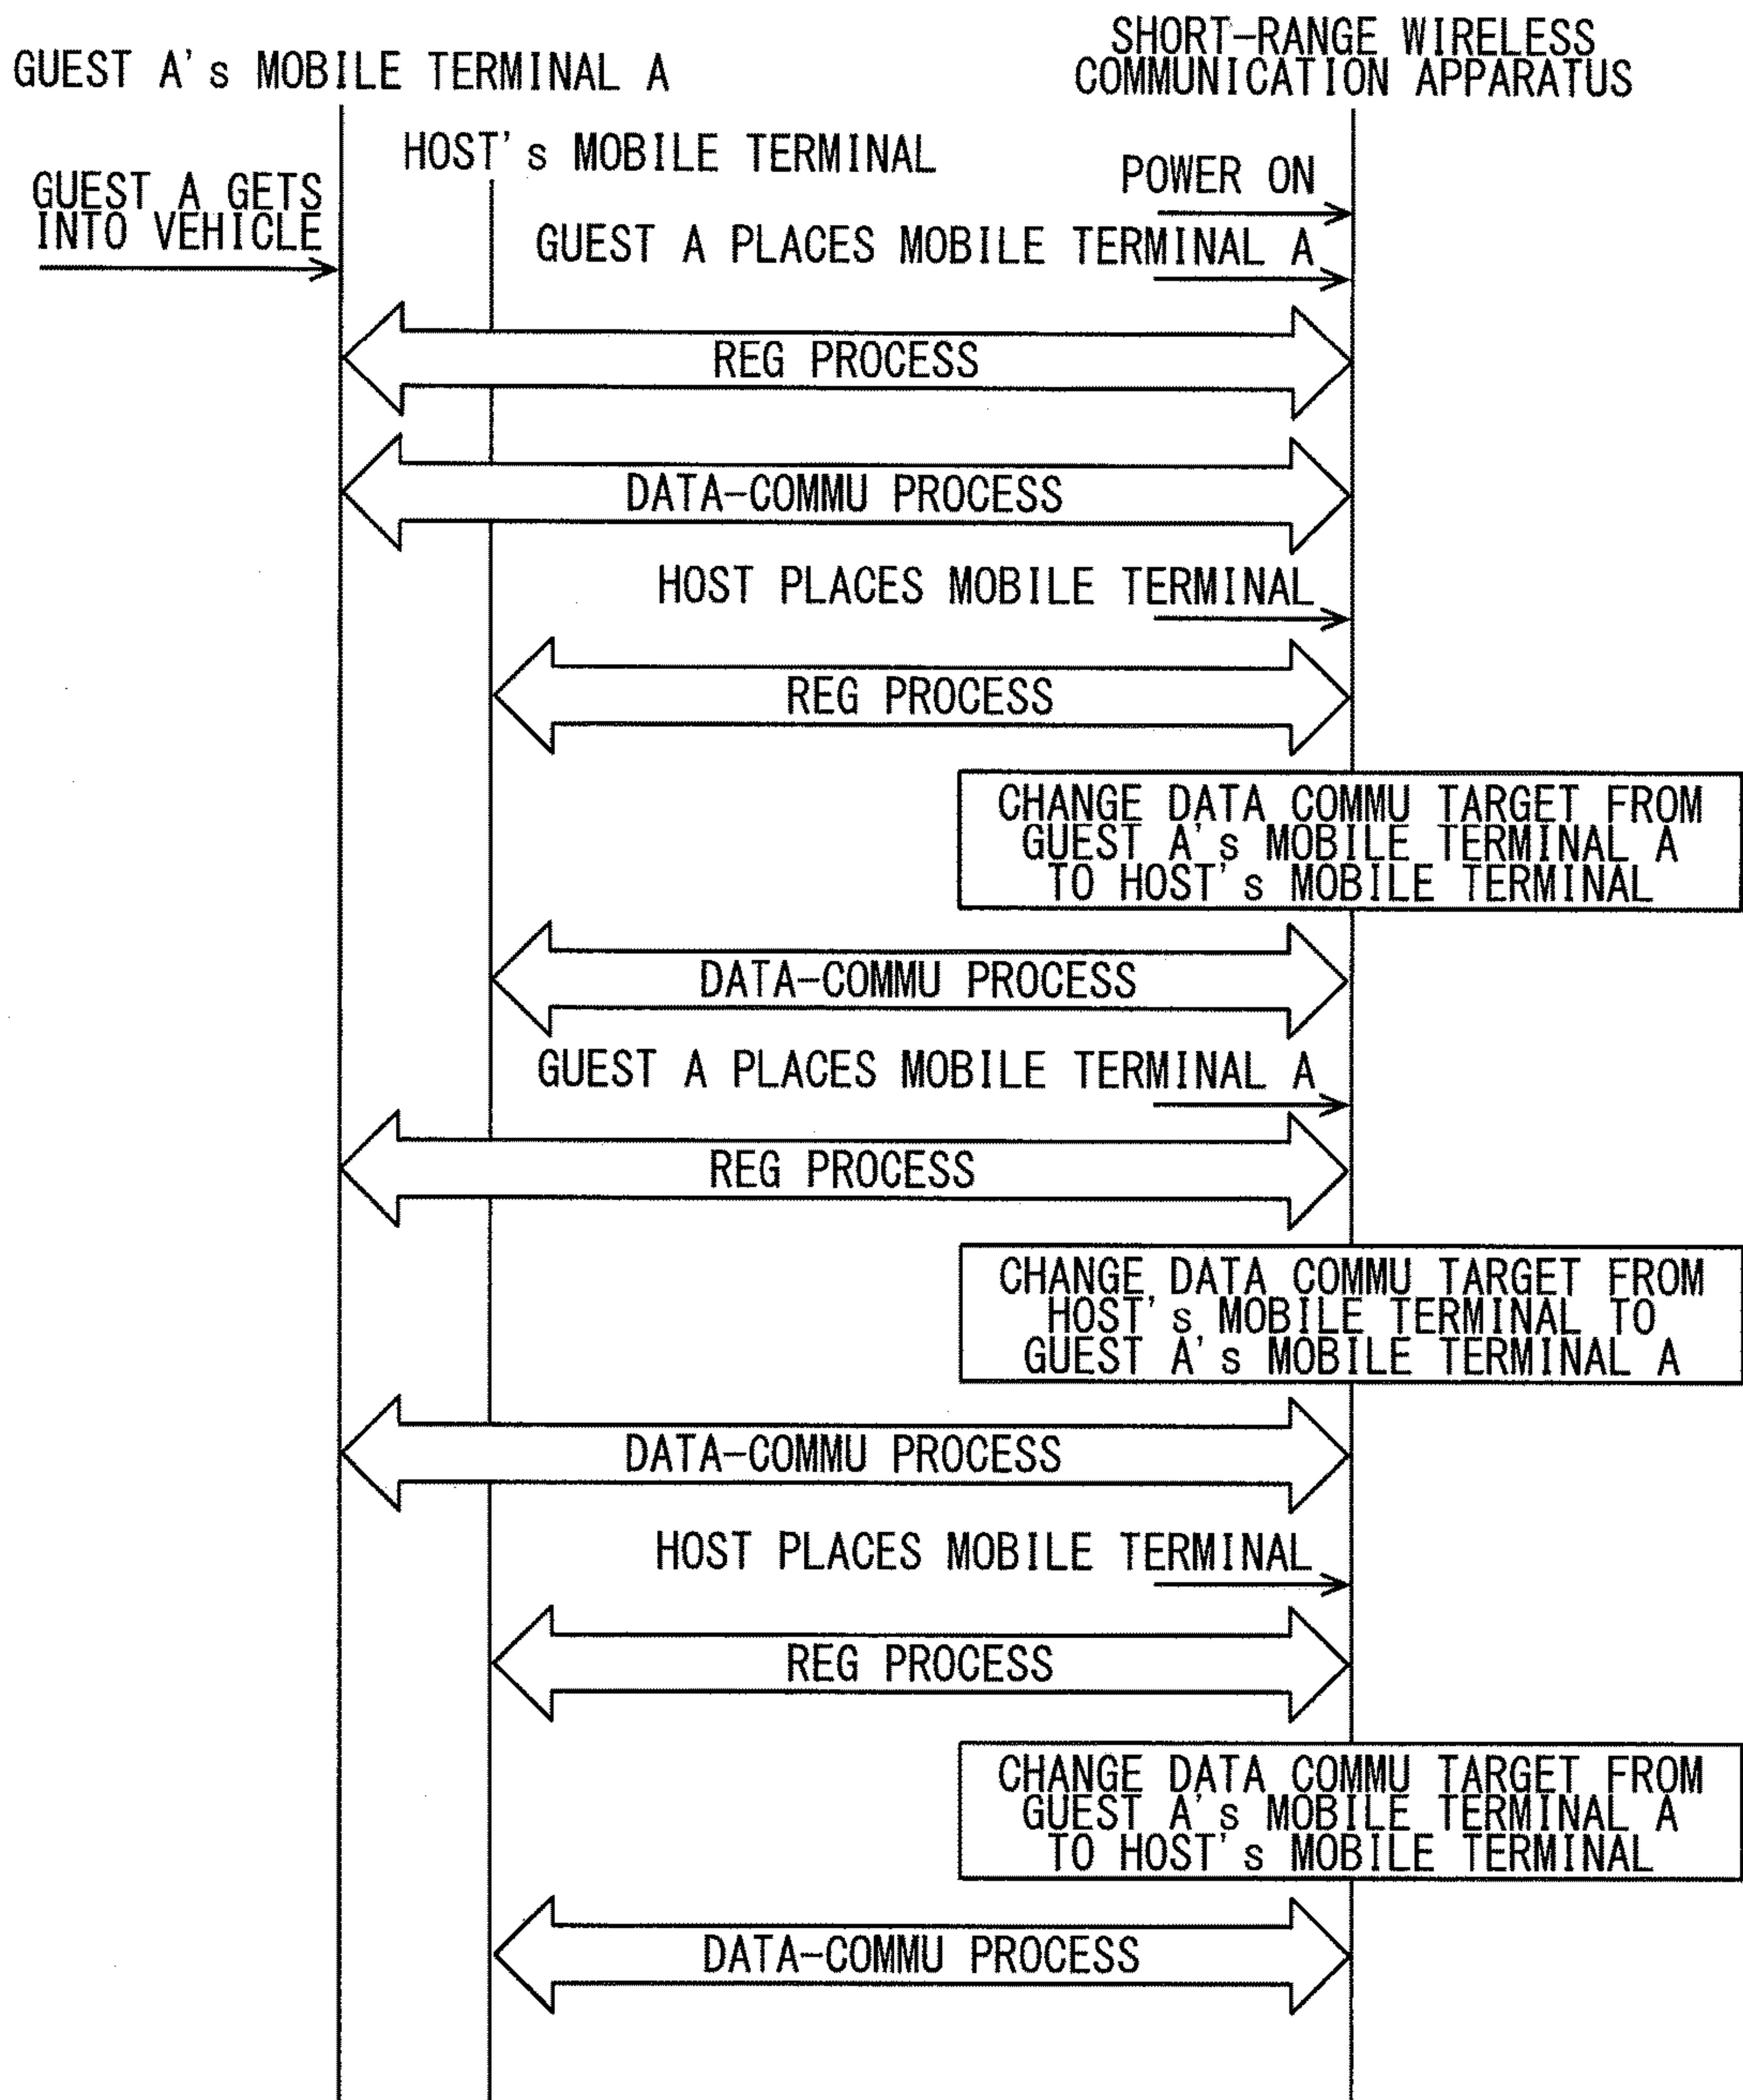 SHORT-RANGE WIRELESS
COMMUNICATION APPARATUS
GUEST A's MOBILE TERMINAL A
HOST's MOBILE TERMINAL
POWER ON
GUEST A GETS
INTO VEHICLE
GUEST A PLACES MOBILE TERMINAL A
REG PROCESS
DATA-COMMU PROCESS
HOST PLACES MOBILE TERMINAL
REG PROCESS
CHANGE DATA COMMU TARGET FROM
GUEST A's MOBILE TERMINAL A
TO HOST's MOBILE TERMINAL
DATA-COMMU PROCESS
GUEST A PLACES MOBILE TERMINAL A
REG PROCESS
CHANGE DATA COMMU TARGET FROM
HOST's MOBILE TERMINAL TO
GUEST A's MOBILE TERMINAL A
DATA-COMMU PROCESS
HOST PLACES MOBILE TERMINAL
REG PROCESS
CHANGE DATA COMMU TARGET FROM
GUEST A's MOBILE TERMINAL A
TO HOST's MOBILE TERMINAL
DATA-COMMU PROCESS